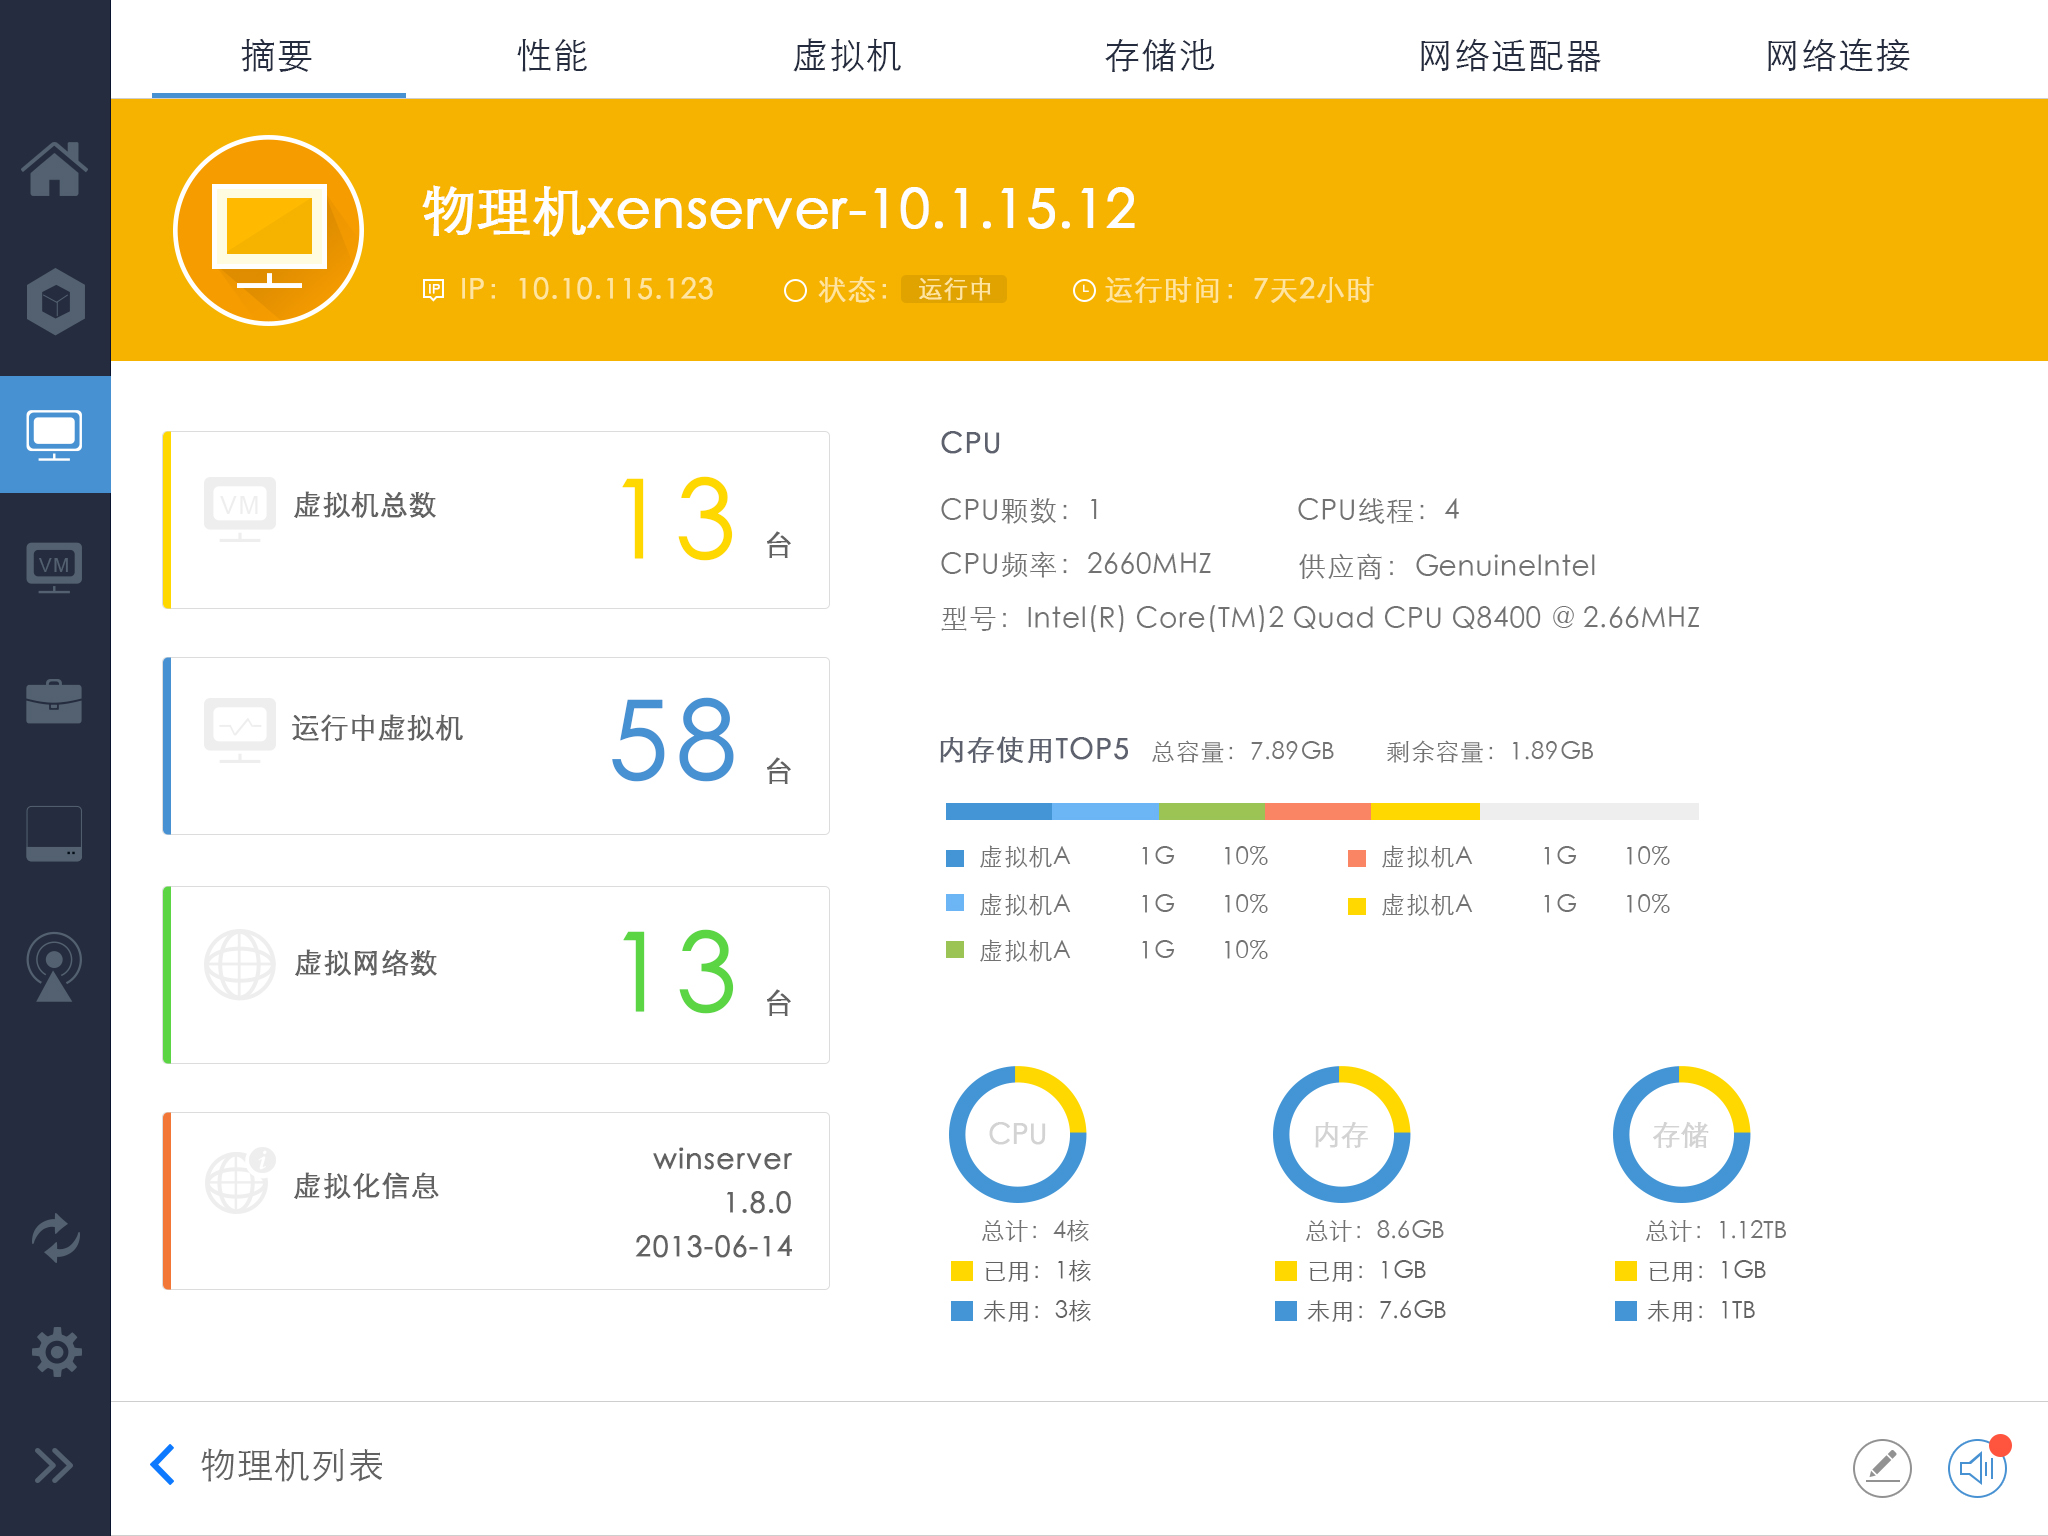 摘要 性能 虚拟机 存储池 网络适配器 网络连接
物理机xenserver-10.1.15.12
IP IP：10.10.115.123 状态：运行中 运行时间：7天2小时
VM 虚拟机总数 13 台
运行中虚拟机 58 台
虚拟网络数 13 台
i 虚拟化信息 winserver
1.8.0
2013-06-14
CPU
CPU颗数：1 CPU线程：4
CPU频率：2660MHZ 供应商：GenuineIntel
型号：Intel(R) Core(TM)2 Quad CPU Q8400 @ 2.66MHZ
内存使用TOP5 总容量：7.89GB 剩余容量：1.89GB
虚拟机A 1G 10% 虚拟机A 1G 10%
虚拟机A 1G 10% 虚拟机A 1G 10%
虚拟机A 1G 10%
CPU 内存 存储
总计：4核 总计：8.6GB 总计：1.12TB
已用：1核 已用：1GB 已用：1GB
未用：3核 未用：7.6GB 未用：1TB
VM
物理机列表